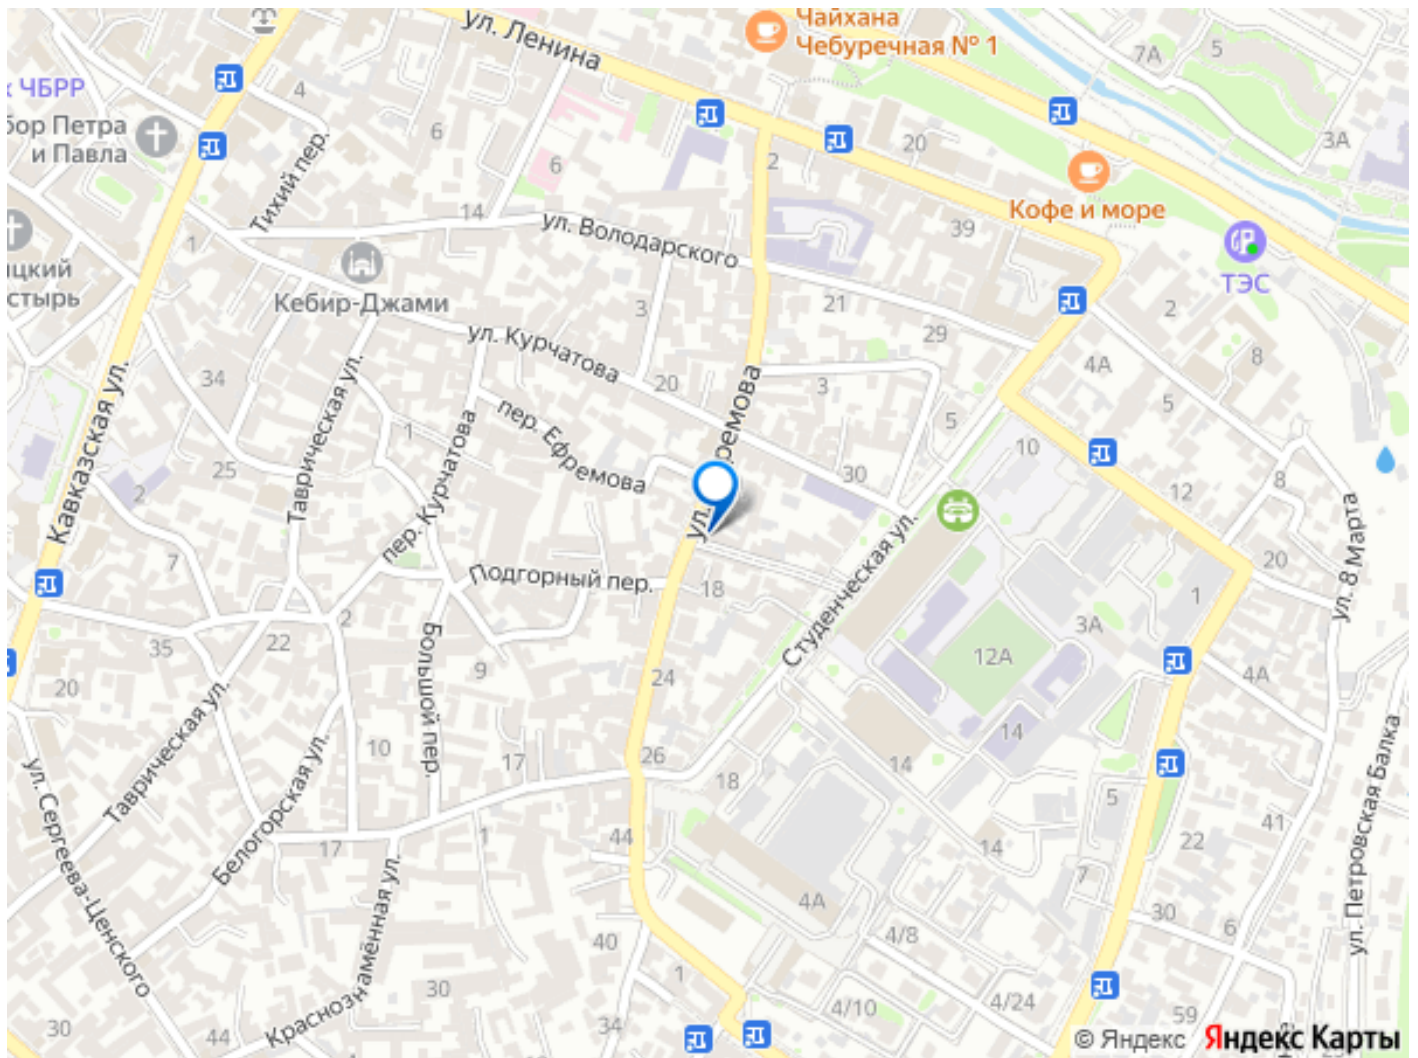 Чайхана
Чебуречная № 1
ул. Ленина
7А
5
ЧБРР
4
6
20
3А
бор Петра
и Павла
2
6
Тихий пер.
14
Кофе и море
39
1
ул. Володарского
ТЭС
Кебир-Джами
3
21
2
29
ул. Курчатова
8
4А
34
20
3
5
Кавказская ул.
Таврическая ул.
пер. Курчатова
пер. Ефремова
1
5
10
25
30
2
12
8
ул.
ремова
7
Подгорный пер.
18
20
ул. 8 Марта
1
Студенческая ул.
2
3А
35
22
Большой пер.
9
24
12А
4А
20
Таврическая ул.
10
17
26
14
14
18
5
ул. Сергеева-Ценского
Белогорская ул.
17
1
44
14
22
41
ул. Петровская Балка
7
4А
30
6
Краснознамённая ул.
40
4/8
1
30
4/10
4/24
59
30
44
34
© Яндекс Яндекс Карты